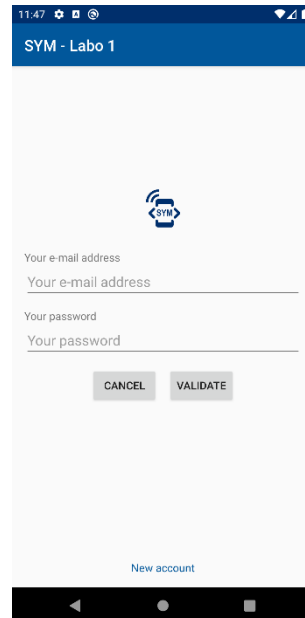 11:47
SYM - Labo 1
<SYM>
Your e-mail address
Your e-mail address
Your password
Your password
CANCEL VALIDATE
New account